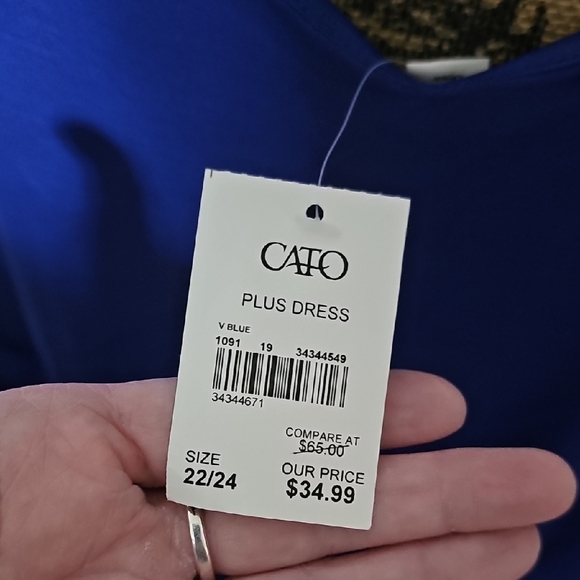 CATO
PLUS DRESS
V BLUE
1091 19 34344549
34344671
COMPARE AT
$65.00
SIZE
22/24
OUR PRICE
$34.99